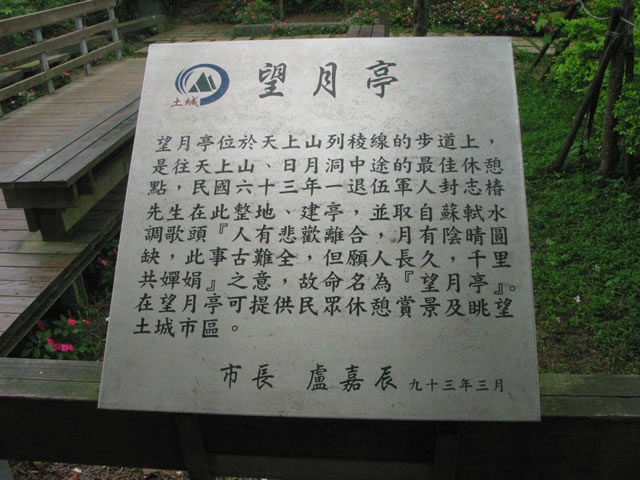 土城
望月亭
望月亭位於天上山列稜線的步道上，
是往天上山、日月洞中途的最佳休憩
點，民國六十三年一退伍軍人封志椿
先生在此整地、建亭，並取自蘇軾水
調歌頭『人有悲歡離合，月有陰晴圓
缺，此事古難全，但願人長久，千里
共嬋娟』之意，故命名為『望月亭』。
在望月亭可提供民眾休憩賞景及眺望
土城市區。
市長 盧嘉辰 九十三年三月